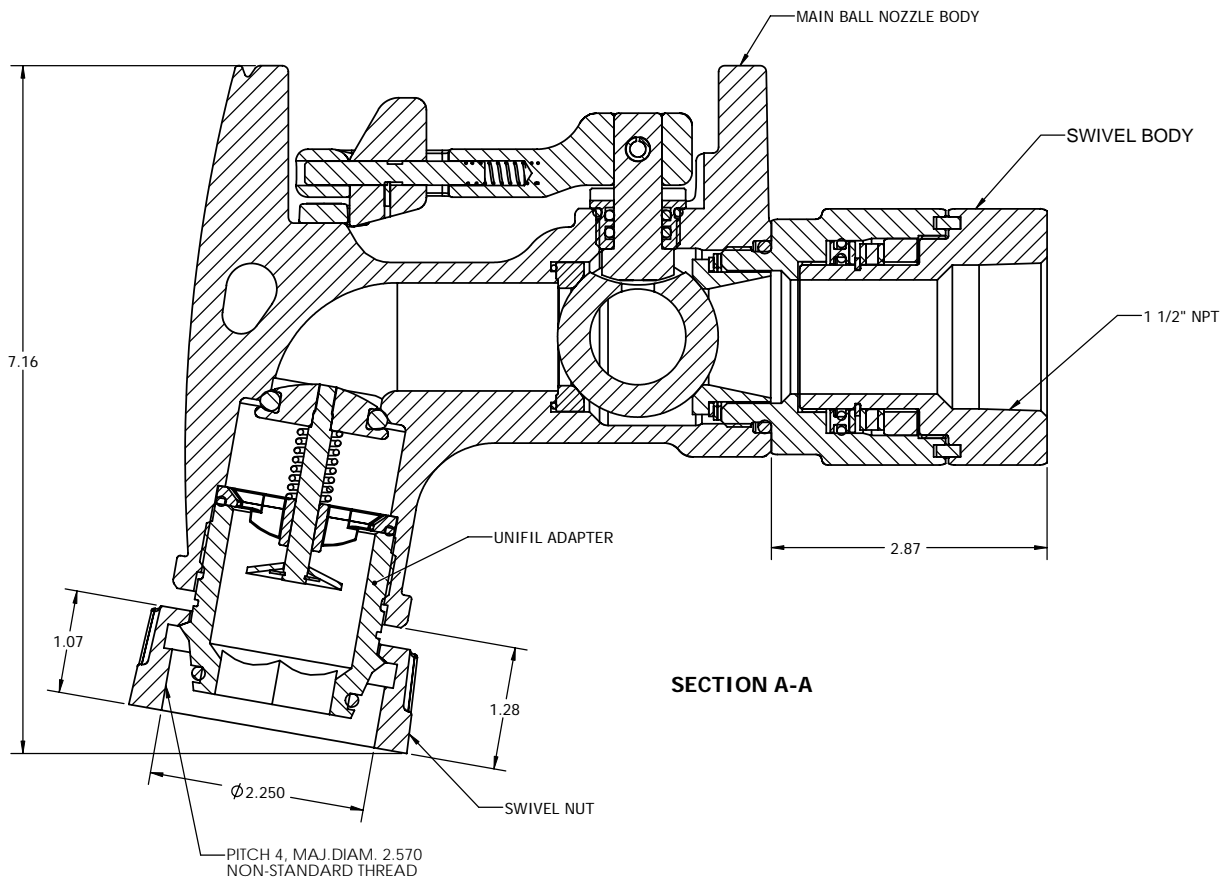 MAIN BALL NOZZLE BODY
SWIVEL BODY
7.16
1 1/2" NPT
UNIFIL ADAPTER
2.87
1.07
SECTION A-A
1.28
Ø2.250
SWIVEL NUT
PITCH 4, MAJ.DIAM. 2.570
NON-STANDARD THREAD